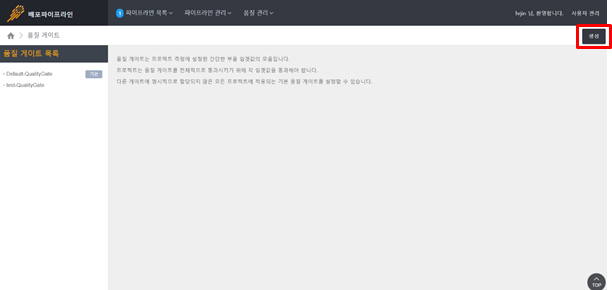 배포파이프라인
1 파이프라인 목록
파이프라인 관리
품질 관리
hrjin 님, 환영합니다.
사용자 관리
품질 게이트
생성
품질 게이트 목록
Default-QualityGate
기본
test-QualityGate
품질 게이트는 프로젝트 측정에 설정된 간단한 부울 임곗값의 모음입니다.
프로젝트는 품질 게이트를 전체적으로 통과시키기 위해 각 임곗값을 통과해야 합니다.
다른 게이트에 명시적으로 할당되지 않은 모든 프로젝트에 적용되는 기본 품질 게이트를 설정할 수 있습니다.
TOP